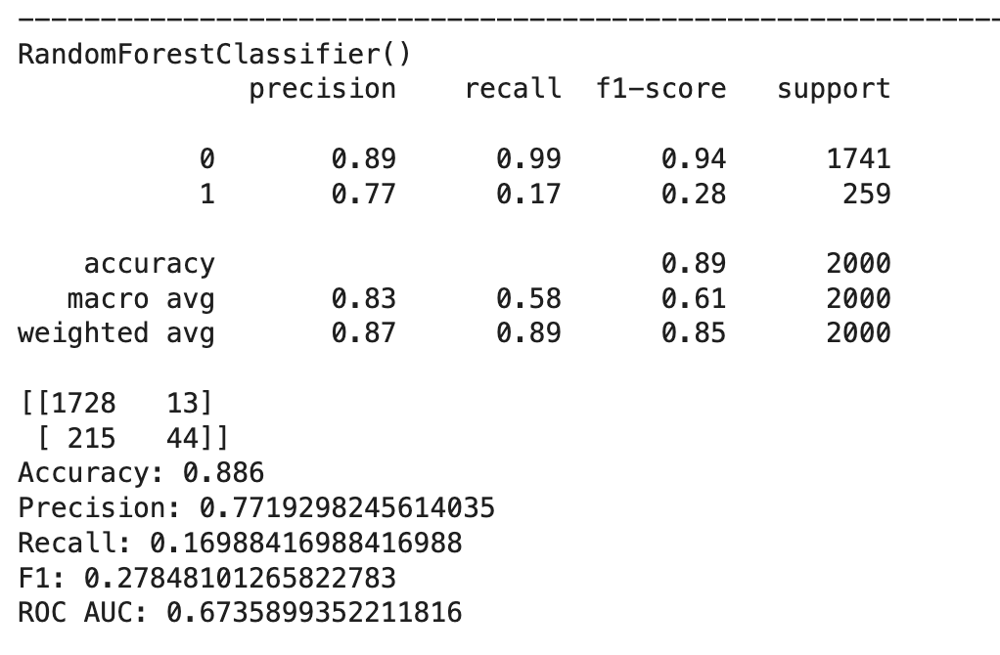 ------------------------------------------------------------
RandomForestClassifier()
              precision    recall  f1-score   support

           0       0.89      0.99      0.94      1741
           1       0.77      0.17      0.28       259

    accuracy                           0.89      2000
   macro avg       0.83      0.58      0.61      2000
weighted avg       0.87      0.89      0.85      2000

[[1728   13]
 [ 215   44]]
Accuracy: 0.886
Precision: 0.7719298245614035
Recall: 0.16988416988416988
F1: 0.27848101265822783
ROC AUC: 0.6735899352211816